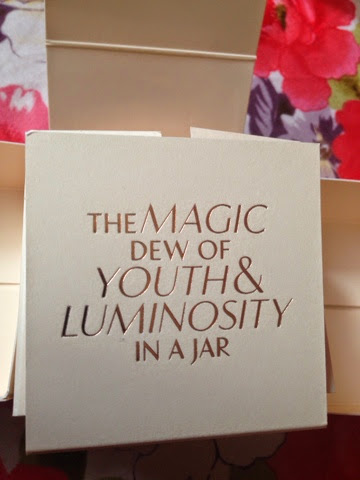 THE MAGIC
DEW OF
YOUTH &
LUMINOSITY
IN A JAR